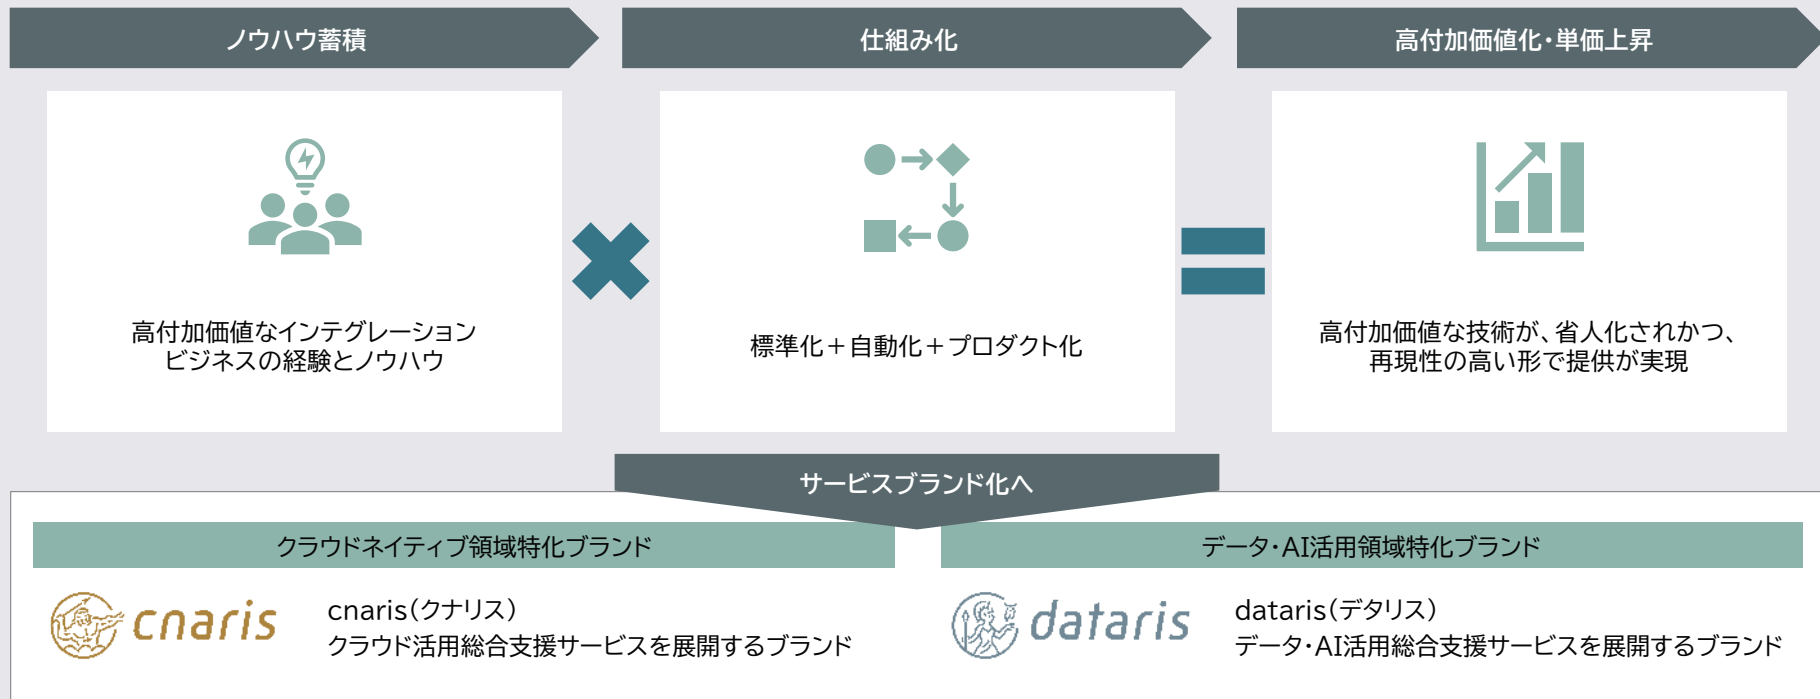 ノウハウ蓄積
仕組み化
高付加価値化・単価上昇
高付加価値なインテグレーション
ビジネスの経験とノウハウ
標準化＋自動化＋プロダクト化
高付加価値な技術が、省人化されかつ、
再現性の高い形で提供が実現
サービスブランド化へ
クラウドネイティブ領域特化ブランド
cnaris
cnaris(クナリス)
クラウド活用総合支援サービスを展開するブランド
データ・AI活用領域特化ブランド
dataris
dataris(デタリス)
データ・AI活用総合支援サービスを展開するブランド